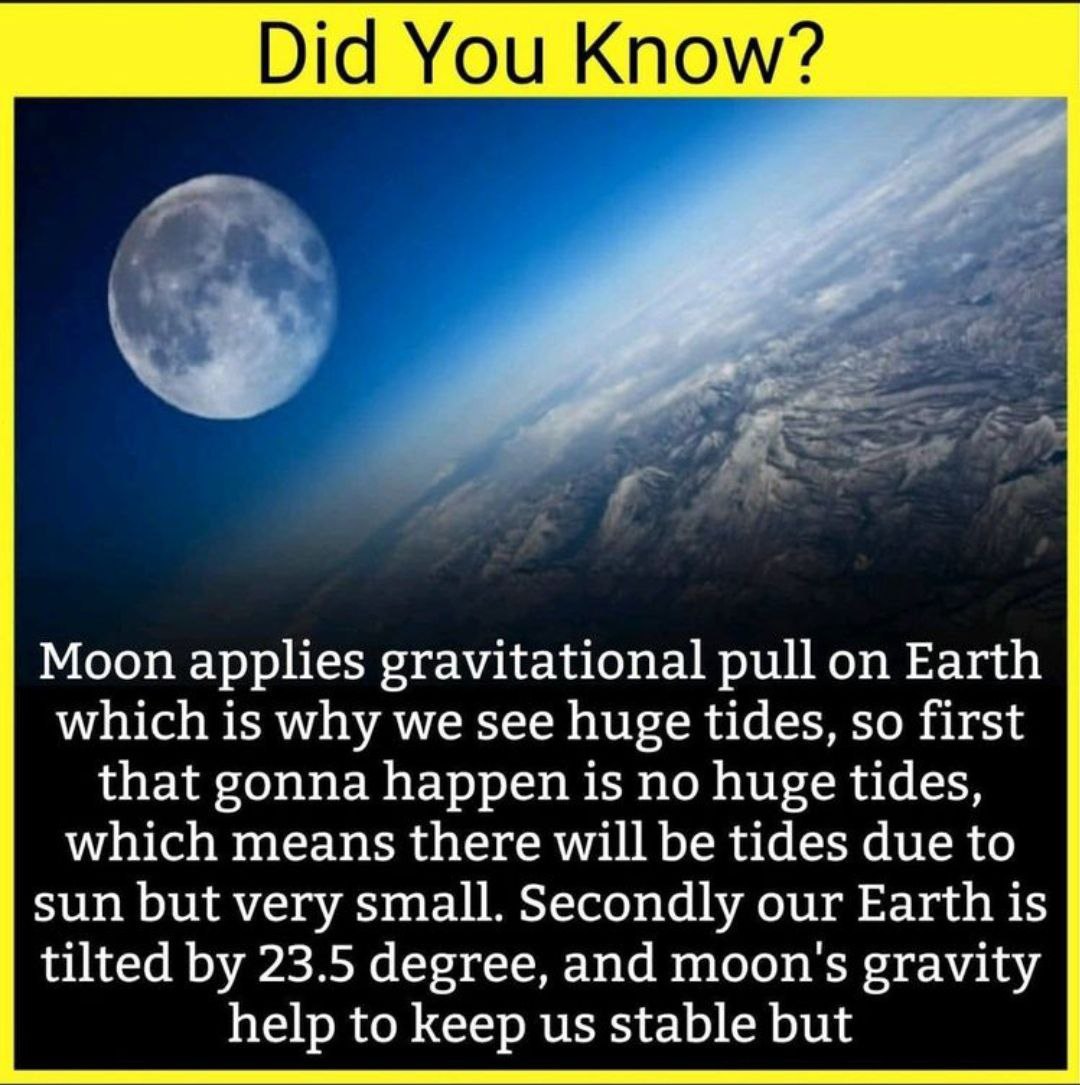 Did You Know?
Moon applies gravitational pull on Earth
which is why we see huge tides, so first
that gonna happen is no huge tides,
which means there will be tides due to
sun but very small. Secondly our Earth is
tilted by 23.5 degree, and moon's gravity
help to keep us stable but